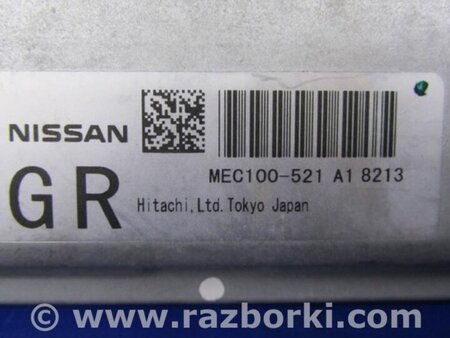 NISSAN
MEC100-521 A1 8213
GR
Hitachi,Ltd.Tokyo Japan
© www.razborki.com